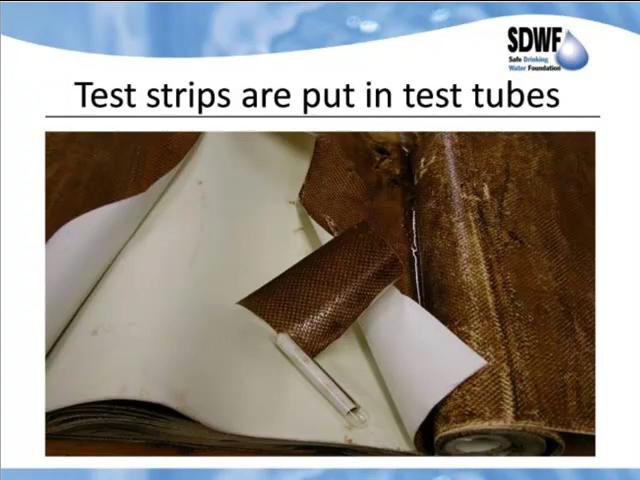 SDWF
Safe Drinking
Water Foundation
Test strips are put in test tubes